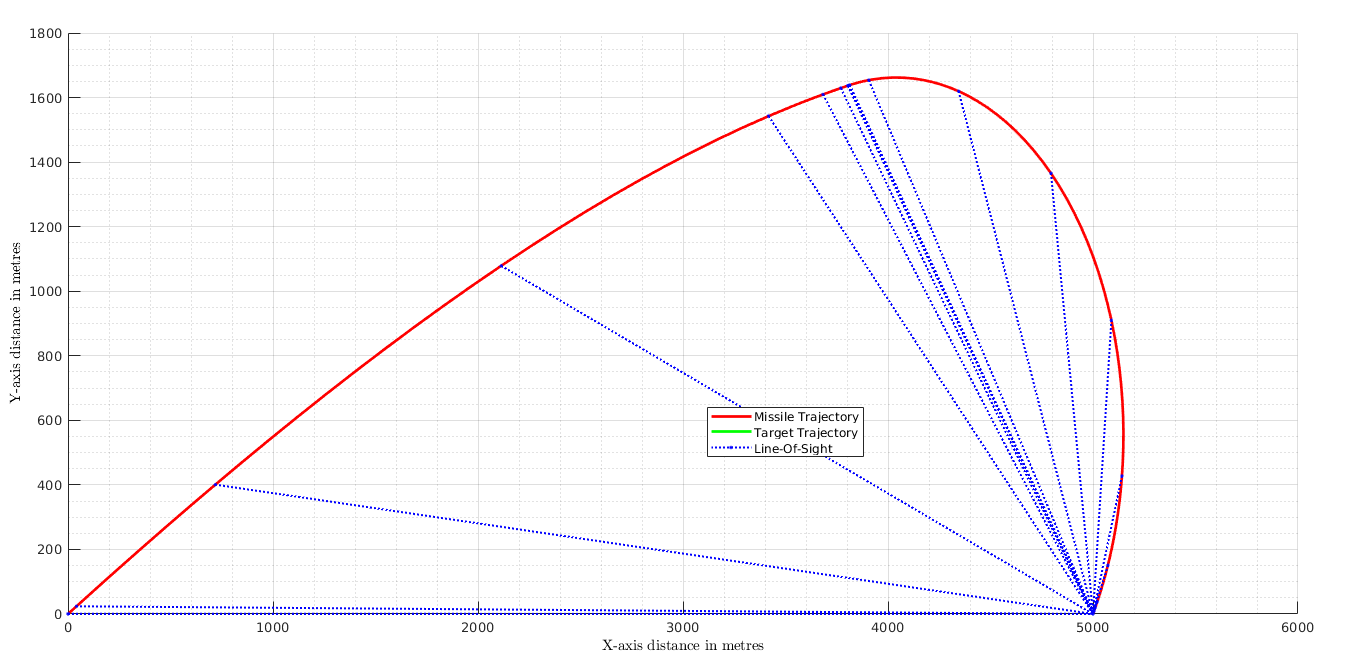 1800
1600
1400
1200
1000
800
600
400
200
0
Y-axis distance in metres
Missile Trajectory
Target Trajectory
Line-Of-Sight
0 1000 2000 3000 4000 5000 6000
X-axis distance in metres